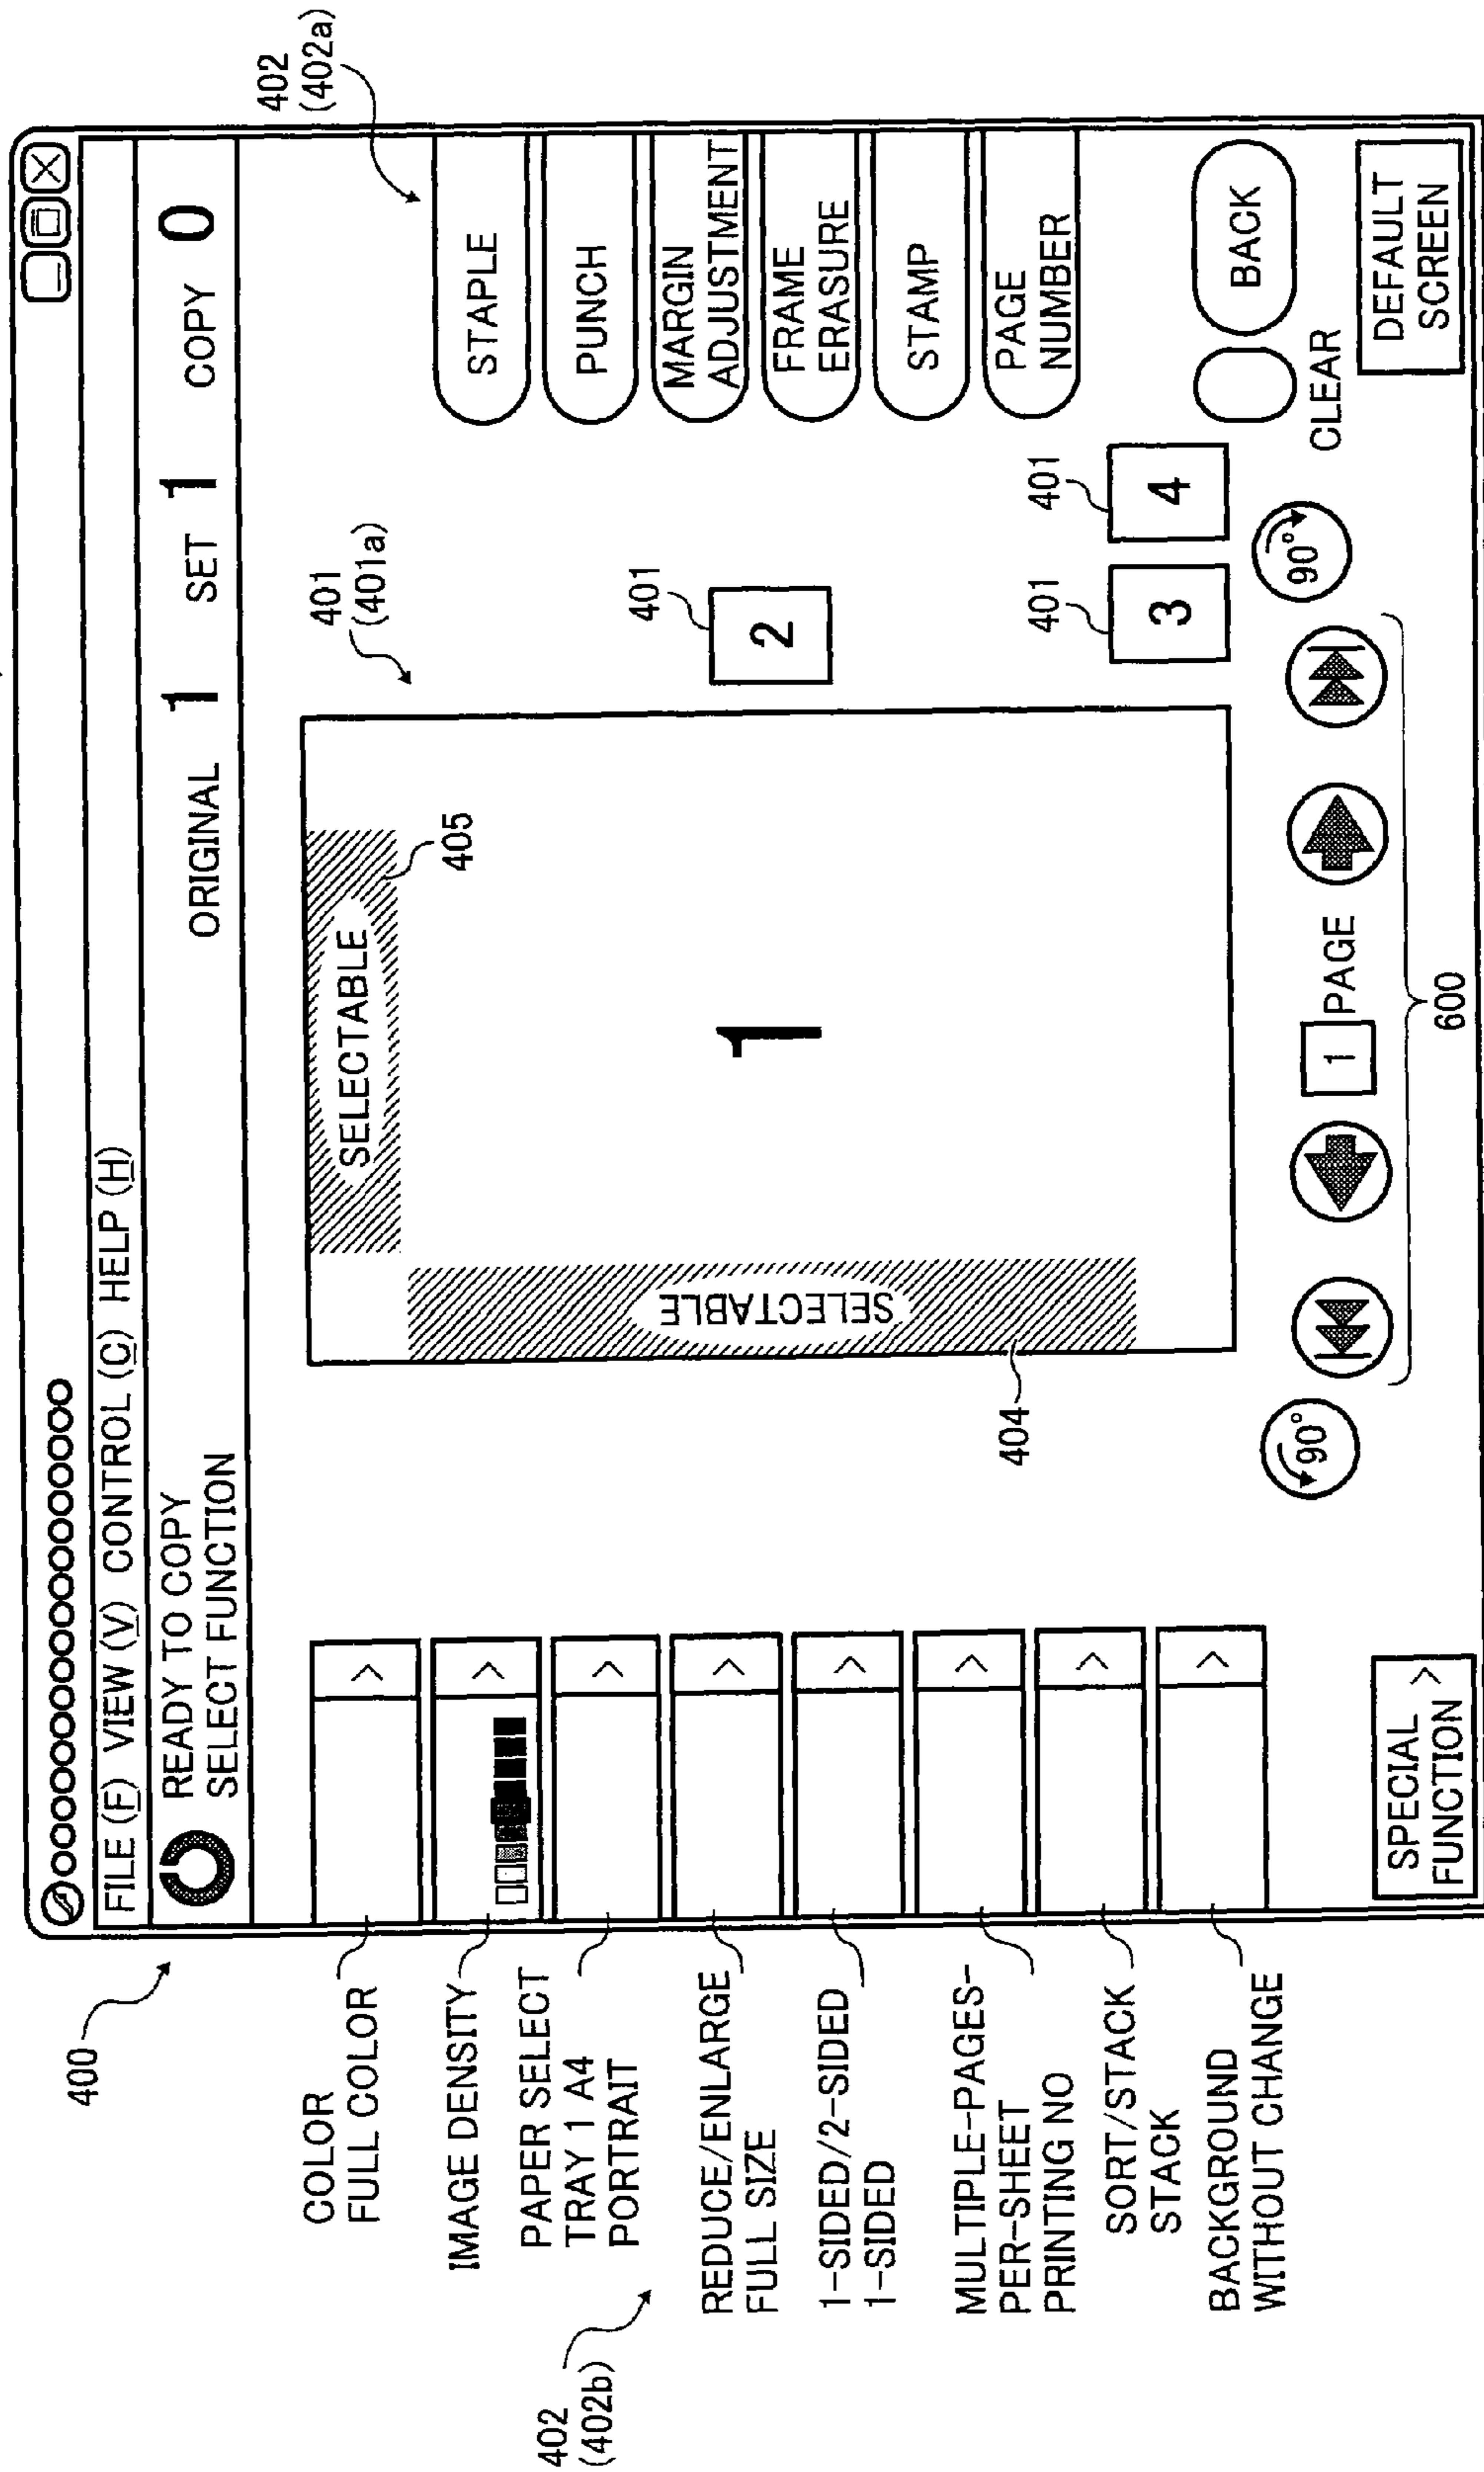 400
OOOOOOOOOOOOOOOOOO
FILE (F) VIEW (V) CONTROL (C) HELP (H)
READY TO COPY
SELECT FUNCTION
ORIGINAL 1 SET 1 COPY 0
COLOR
FULL COLOR
>
IMAGE DENSITY
>
PAPER SELECT
TRAY 1 A4
PORTRAIT
>
402
(402b)
REDUCE/ENLARGE
FULL SIZE
>
1-SIDED/2-SIDED
1-SIDED
>
MULTIPLE-PAGES-
PER-SHEET
PRINTING NO
>
SORT/STACK
STACK
>
BACKGROUND
WITHOUT CHANGE
>
SPECIAL
FUNCTION >
401
(401a)
SELECTABLE
405
SELECTABLE
404
1
401
2
401
3
401
4
402
(402a)
STAPLE
PUNCH
MARGIN
ADJUSTMENT
FRAME
ERASURE
STAMP
PAGE
NUMBER
90°
1 PAGE
90°
600
CLEAR
BACK
DEFAULT
SCREEN